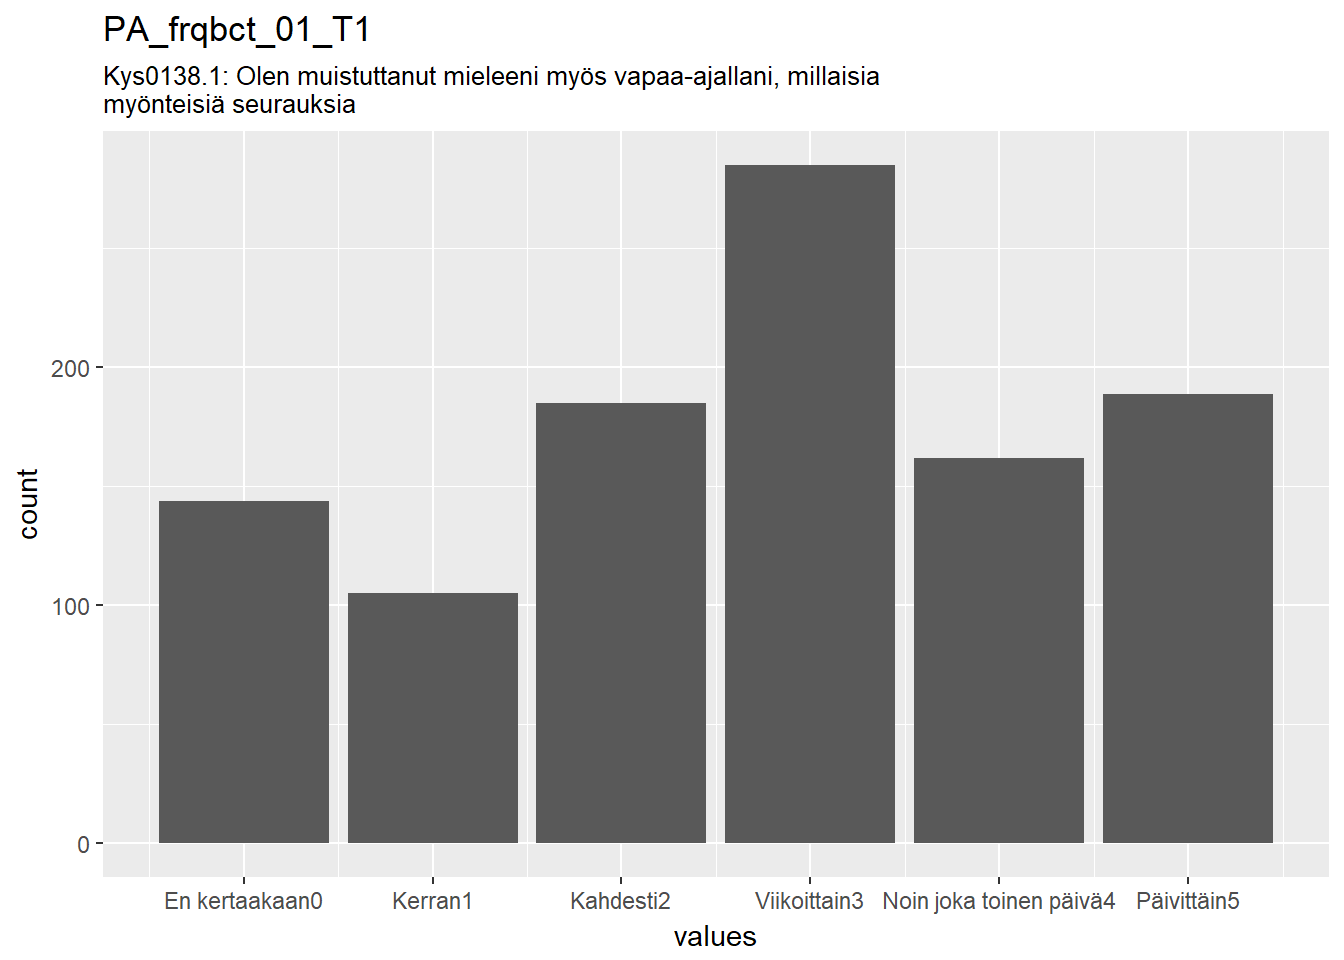 PA_frqbct_01_T1
Kys0138.1: Olen muistuttanut mieleeni myös vapaa-ajallani, millaisia
myönteisiä seurauksia
200
100
0
count
En kertaakaan0
Kerran1
Kahdesti2
Viikoittain3
Noin joka toinen päivä4
Päivittäin5
values